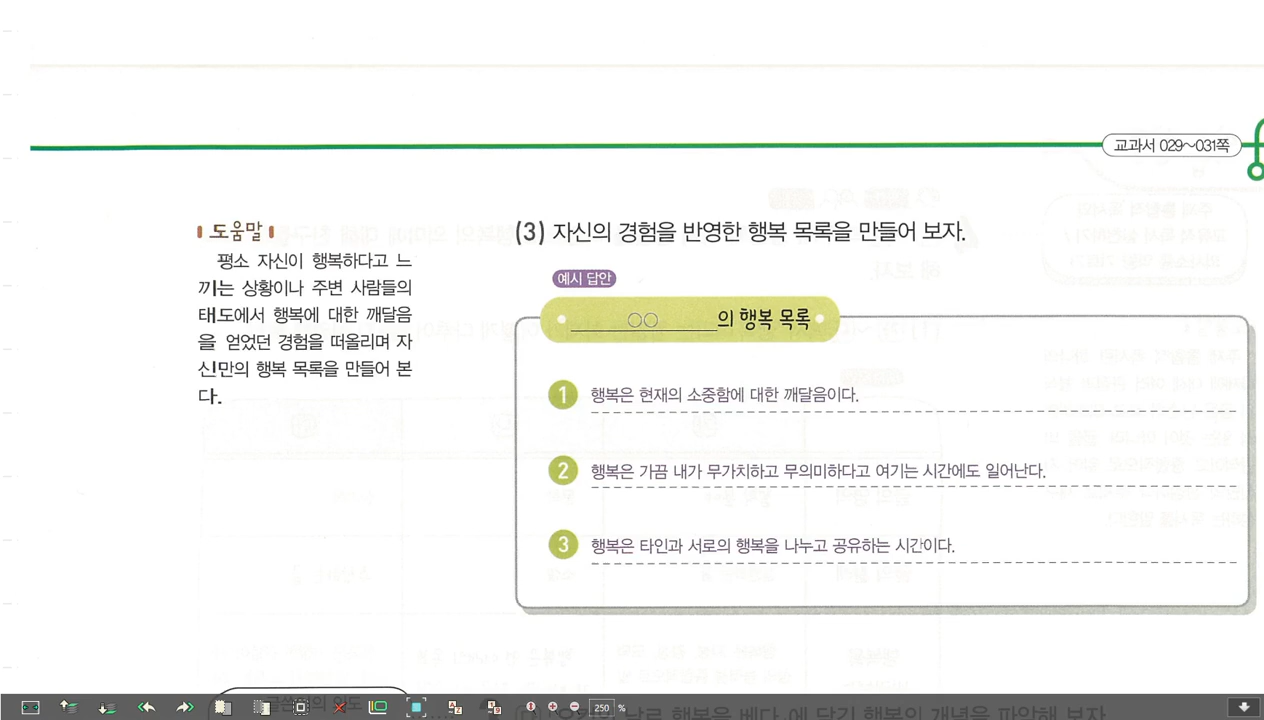 교과서 029~031쪽
도움말
평소 자신이 행복하다고 느
끼는 상황이나 주변 사람들의
태도에서 행복에 대한 깨달음
을 얻었던 경험을 떠올리며 자
신만의 행복 목록을 만들어 본
다.
(3) 자신의 경험을 반영한 행복 목록을 만들어 보자.
예시 답안
○○의 행복 목록
1 행복은 현재의 소중함에 대한 깨달음이다.
2 행복은 가끔 내가 무가치하고 무의미하다고 여기는 시간에도 일어난다.
3 행복은 타인과 서로의 행복을 나누고 공유하는 시간이다.
250 %